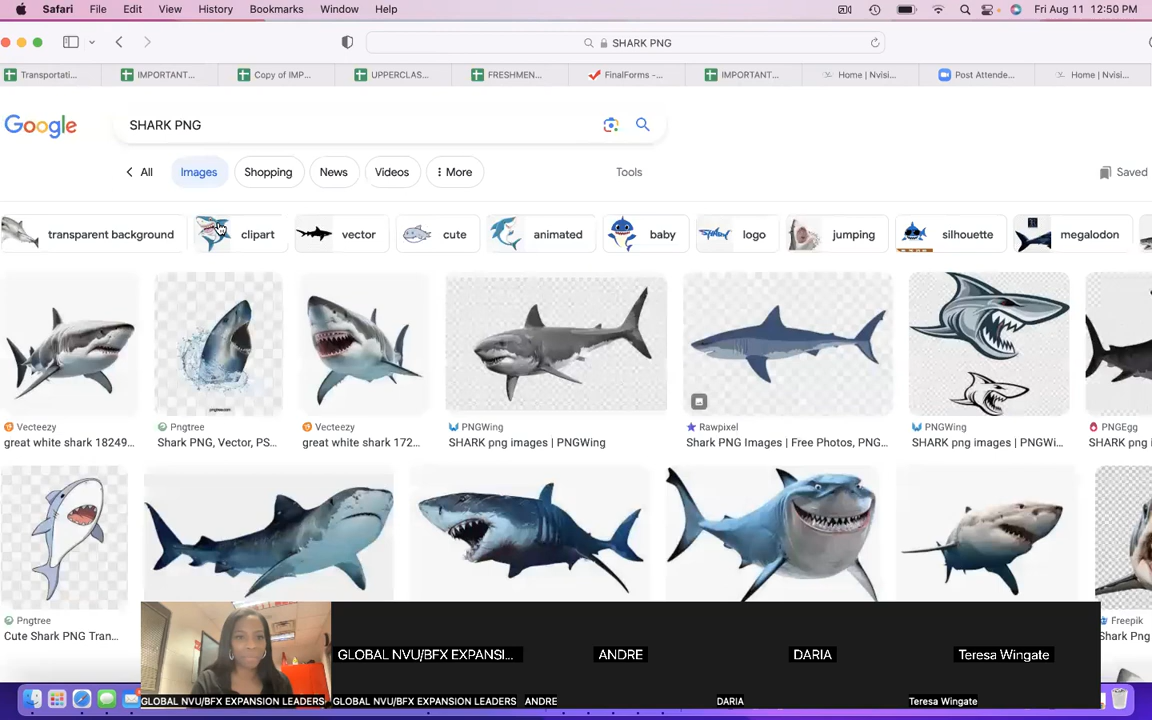 Safari File Edit View History Bookmarks Window Help Fri Aug 11 12:50 PM
SHARK PNG
Transportati... IMPORTANT... Copy of IMP... UPPERCLAS... FRESHMEN... FinalForms -... IMPORTANT... Home | Nvisi... Post Attende... Home | Nvisi...
Google SHARK PNG
All Images Shopping News Videos More Tools Saved
transparent background clipart vector cute animated baby logo jumping silhouette megalodon
pngtree.com
Vecteezy Pngtree Vecteezy PNGWing Rawpixel PNGWing PNGEgg
great white shark 18249... Shark PNG, Vector, PS... great white shark 172... SHARK png images | PNGWing Shark PNG Images | Free Photos, PNG... SHARK png images | PNGWi... SHARK png
Pngtree Freepik
Cute Shark PNG Tran... Shark Png
GLOBAL NVU/BFX EXPANSI... ANDRE DARIA Teresa Wingate
GLOBAL NVU/BFX EXPANSION LEADERS GLOBAL NVU/BFX EXPANSION LEADERS ANDRE DARIA Teresa Wingate